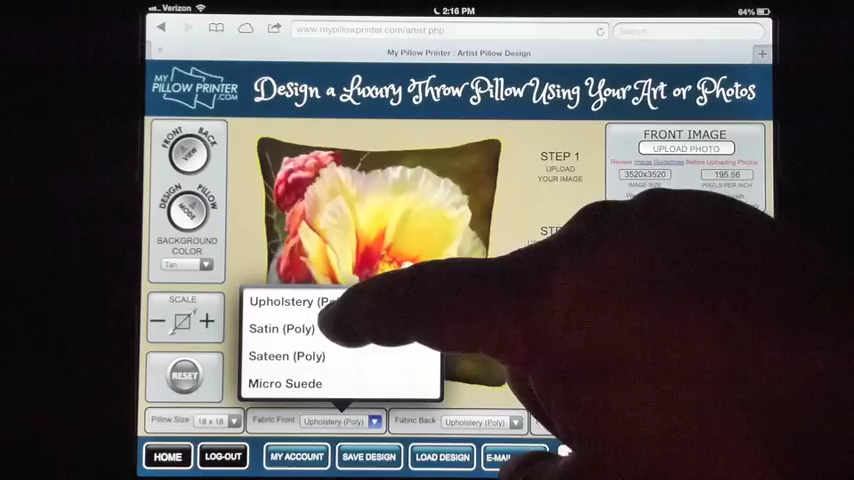 Verizon
2:16 PM
64%
www.mypillowprinter.com/artist.php
Search
My Pillow Printer : Artist Pillow Design
MY
PILLOW PRINTER
.COM
Design a Luxury Throw Pillow Using Your Art or Photos
FRONT BACK
VIEW
DESIGN PILLOW
MODE
BACKGROUND
COLOR
Tan
SCALE
RESET
STEP 1
UPLOAD
YOUR IMAGE
FRONT IMAGE
UPLOAD PHOTO
Review Image Guidelines Before Uploading Photos
3520x3520
195.56
IMAGE SIZE
PIXELS PER INCH
Upholstery
Satin (Poly)
Sateen (Poly)
Micro Suede
Pillow Size
18 x 18
Fabric Front
Upholstery (Poly)
Fabric Back
Upholstery (Poly)
HOME
LOG-OUT
MY ACCOUNT
SAVE DESIGN
LOAD DESIGN
E-MAIL